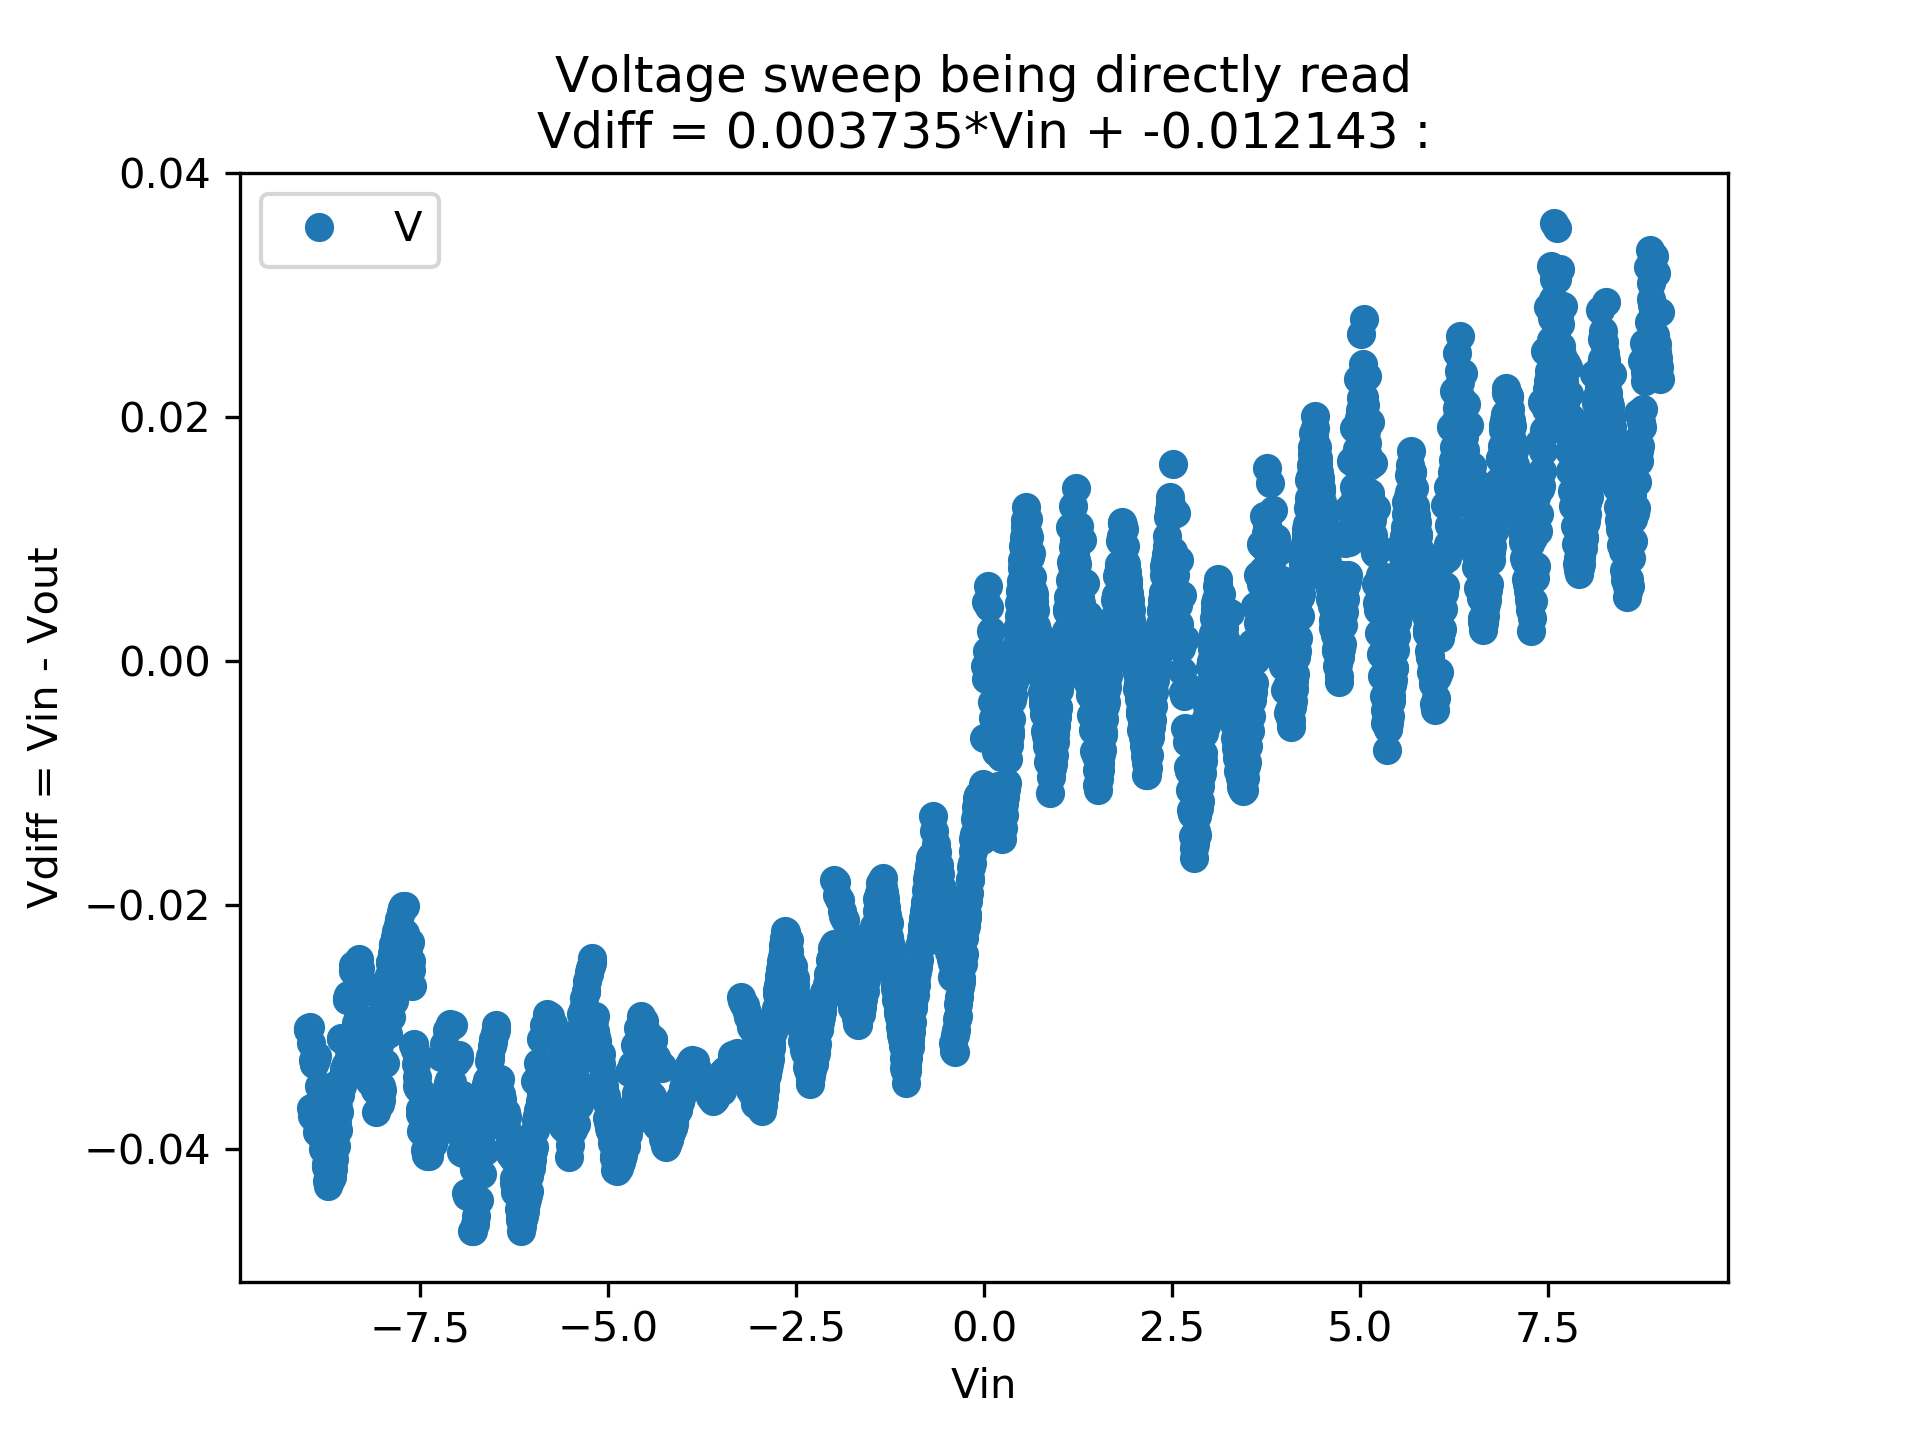 Voltage sweep being directly read
Vdiff = 0.003735*Vin + -0.012143 :
V
0.04
0.02
0.00
−0.02
−0.04
Vdiff = Vin - Vout
−7.5 −5.0 −2.5 0.0 2.5 5.0 7.5
Vin